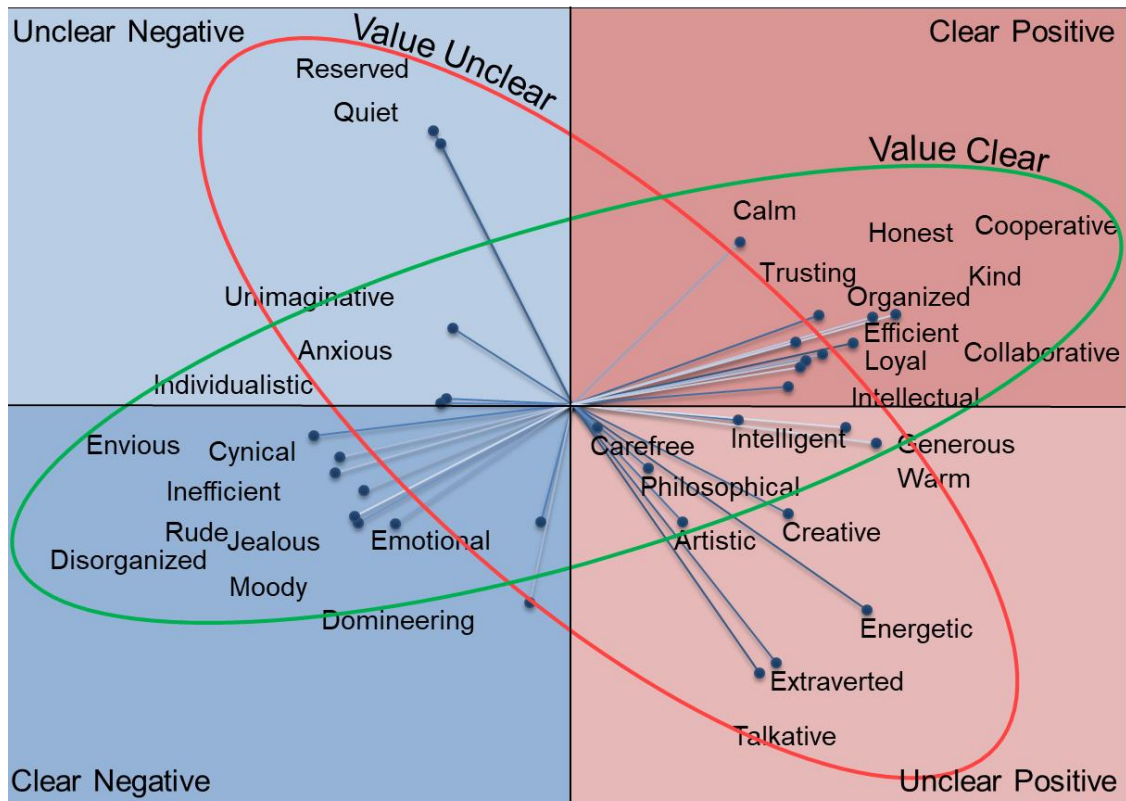 Unclear Negative
Value Unclear
Clear Positive
Reserved
Quiet
Value Clear
Calm
Honest
Cooperative
Trusting
Kind
Unimaginative
Organized
Anxious
Efficient
Loyal
Collaborative
Individualistic
Intellectual
Envious
Cynical
Carefree
Intelligent
Generous
Warm
Inefficient
Philosophical
Rude
Jealous
Emotional
Artistic
Creative
Disorganized
Moody
Domineering
Energetic
Extraverted
Talkative
Clear Negative
Unclear Positive